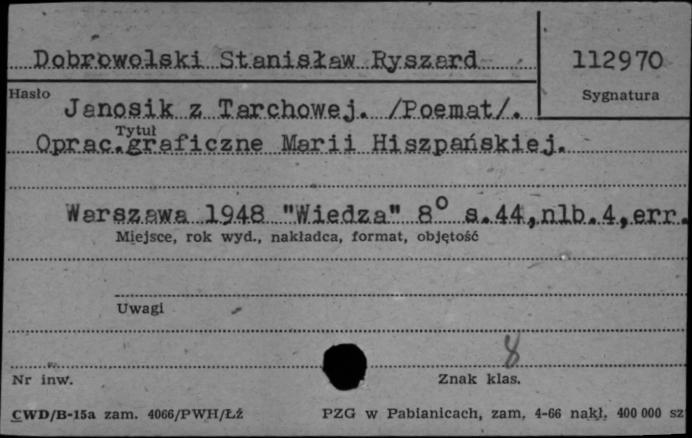 Dobrowolski Stanisław Ryszard 112970
Hasło Sygnatura
Janosik z Tarchowej. /Poemat/.
Tytuł
Oprac.graficzne Marii Hiszpańskiej.
Warszawa 1948 "Wiedza" 8° s.44,nlb.4,err.
Miejsce, rok wyd., nakładca, format, objętość
Uwagi
8
Nr inw. Znak klas.
CWD/B-15a zam. 4066/PWH/Łź PZG w Pabianicach, zam. 4-66 nakł. 400 000 sz